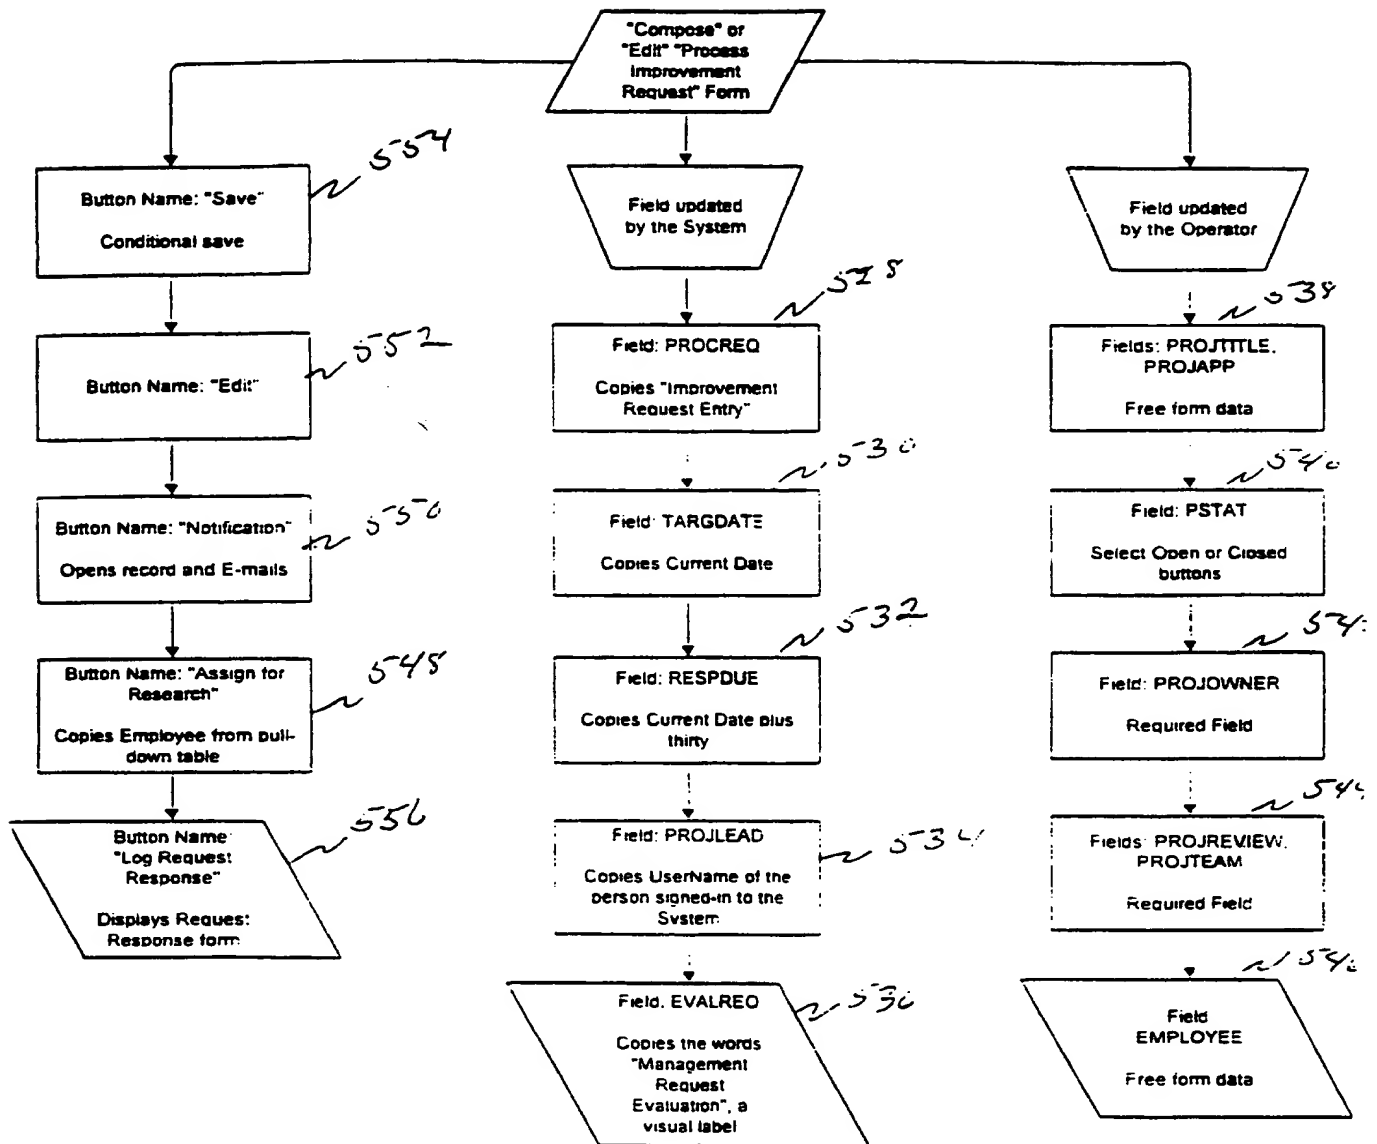 "Compose" or
"Edit" "Process
Improvement
Request" Form
554
Button Name: "Save"
Conditional save
552
Button Name: "Edit"
550
Button Name: "Notification"
Opens record and E-mails
548
Button Name: "Assign for
Research"
Copies Employee from pull-
down table
556
Button Name
"Log Request
Response"
Displays Request
Response form
Field updated
by the System
528
Field: PROCREQ
Copies "Improvement
Request Entry"
530
Field: TARGDATE
Copies Current Date
532
Field: RESPDUE
Copies Current Date plus
thirty
534
Field: PROJLEAD
Copies UserName of the
person signed-in to the
System
536
Field. EVALREQ
Copies the words
"Management
Request
Evaluation", a
visual label
Field updated
by the Operator
538
Fields: PROJTITLE,
PROJAPP
Free form data
540
Field: PSTAT
Select Open or Closed
buttons
Field: PROJOWNER
Required Field
Fields: PROJREVIEW,
PROJTEAM
Required Field
Field
EMPLOYEE
Free form data